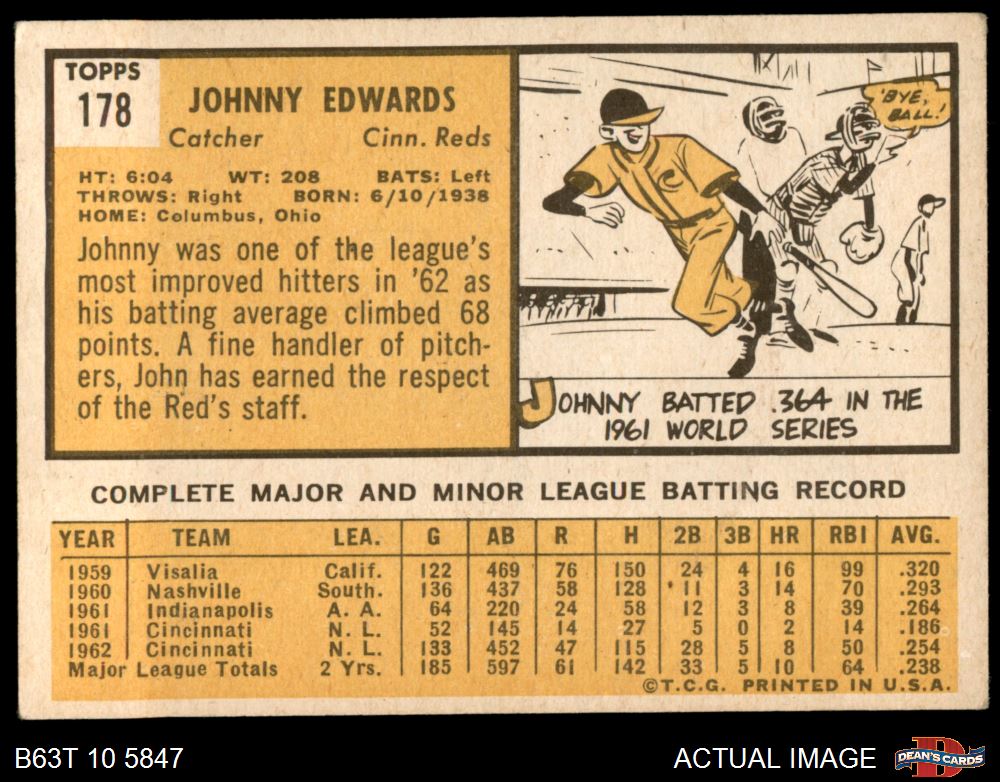 TOPPS
178
JOHNNY EDWARDS
Catcher Cinn. Reds
HT: 6:04 WT: 208 BATS: Left
THROWS: Right BORN: 6/10/1938
HOME: Columbus, Ohio
Johnny was one of the league's
most improved hitters in '62 as
his batting average climbed 68
points. A fine handler of pitch-
ers, John has earned the respect
of the Red's staff.
'BYE,
BALL!
C
JOHNNY BATTED .364 IN THE
1961 WORLD SERIES
COMPLETE MAJOR AND MINOR LEAGUE BATTING RECORD
YEAR TEAM LEA. G AB R H 2B 3B HR RBI AVG.
1959 Visalia Calif. 122 469 76 150 24 4 16 99 .320
1960 Nashville South. 136 437 58 128 11 3 14 70 .293
1961 Indianapolis A. A. 64 220 24 58 12 3 8 39 .264
1961 Cincinnati N. L. 52 145 14 27 5 0 2 14 .186
1962 Cincinnati N. L. 133 452 47 115 28 5 8 50 .254
Major League Totals 2 Yrs. 185 597 61 142 33 5 10 64 .238
©T.C.G. PRINTED IN U.S.A.
B63T 10 5847
ACTUAL IMAGE
D
DEAN'S CARDS